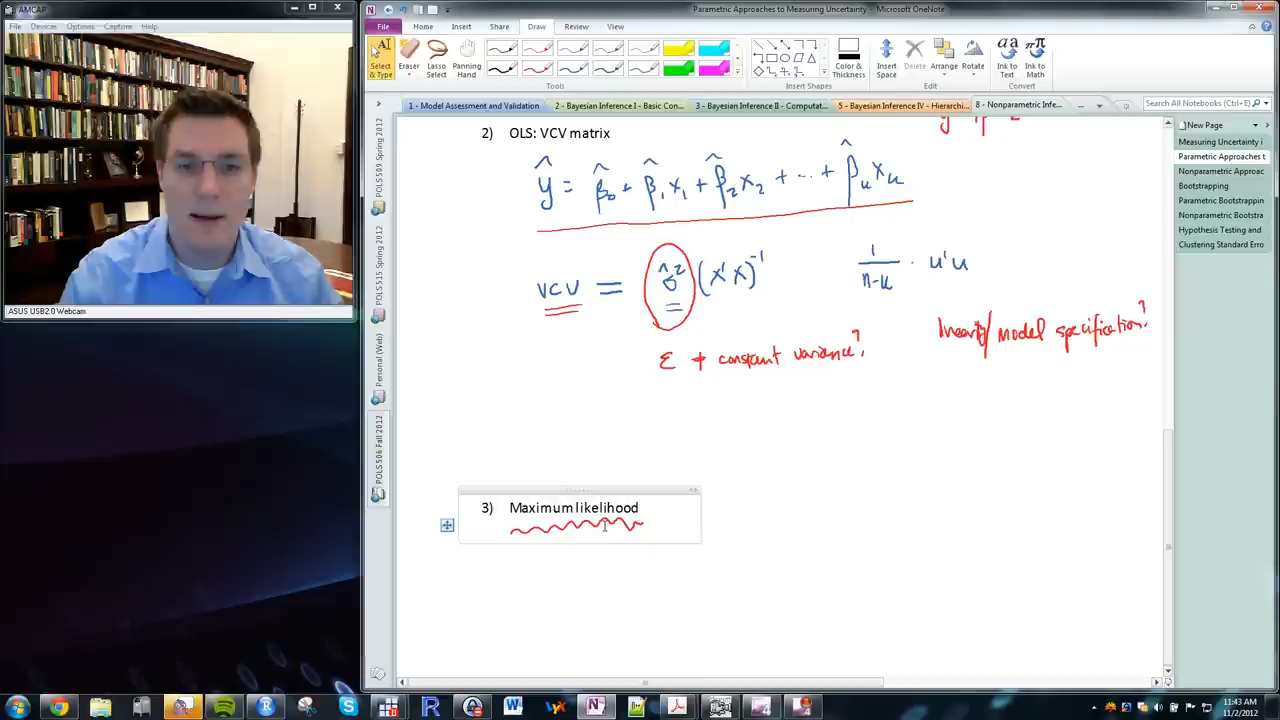 AMCAP
File Devices Options Capture Help
ASUS USB2.0 Webcam
Parametric Approaches to Measuring Uncertainty - Microsoft OneNote
File Home Insert Share Draw Review View
Select & Type
Eraser
Lasso Select
Panning Hand
Color & Thickness
Insert Space
Delete
Arrange
Rotate
Ink to Text
Ink to Math
Tools
Insert Shapes
Edit
Convert
1 - Model Assessment and Validation
2 - Bayesian Inference I - Basic Con...
3 - Bayesian Inference II - Computat...
5 - Bayesian Inference IV - Hierarchi...
8 - Nonparametric Infe...
Search All Notebooks (Ctrl+E)
POLS 509 Spring 2012
POLS 515 Spring 2012
Personal (Web)
POLS 506 Fall 2012
2) OLS: VCV matrix
ŷ = β̂0 + β̂1x1 + β̂2x2 + ... + β̂kxk
VCV = σ̂2 (x'x)-1
1/n-k · u'u
ε + constant variance?
linearity/model specification?
3) Maximum likelihood
New Page
Measuring Uncertainty i
Parametric Approaches t
Nonparametric Approac
Bootstrapping
Parametric Bootstrappin
Nonparametric Bootstra
Hypothesis Testing and
Clustering Standard Erro
11:43 AM
11/2/2012